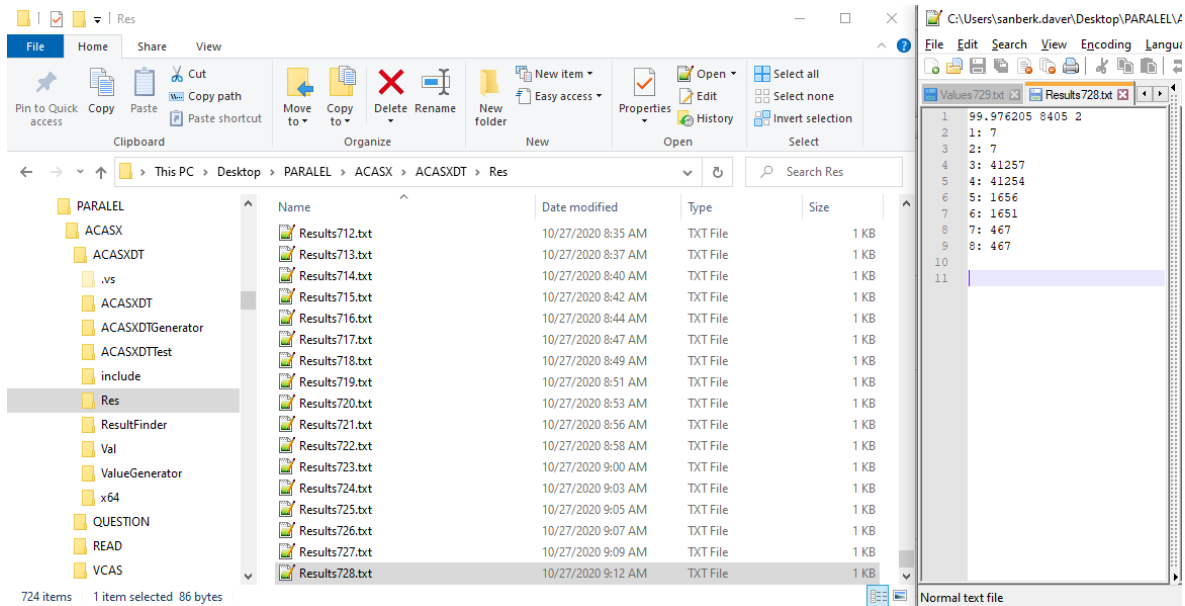 Res
File Home Share View
Pin to Quick access
Copy
Paste
Cut
Copy path
Paste shortcut
Clipboard
Move to
Copy to
Delete
Rename
Organize
New folder
New item
Easy access
New
Properties
Open
Edit
History
Open
Select all
Select none
Invert selection
Select
This PC > Desktop > PARALEL > ACASX > ACASXDT > Res
Search Res
PARALEL
ACASX
ACASXDT
.vs
ACASXDT
ACASXDTGenerator
ACASXDTTest
include
Res
ResultFinder
Val
ValueGenerator
x64
QUESTION
READ
VCAS
Name Date modified Type Size
Results712.txt 10/27/2020 8:35 AM TXT File 1 KB
Results713.txt 10/27/2020 8:37 AM TXT File 1 KB
Results714.txt 10/27/2020 8:40 AM TXT File 1 KB
Results715.txt 10/27/2020 8:42 AM TXT File 1 KB
Results716.txt 10/27/2020 8:44 AM TXT File 1 KB
Results717.txt 10/27/2020 8:47 AM TXT File 1 KB
Results718.txt 10/27/2020 8:49 AM TXT File 1 KB
Results719.txt 10/27/2020 8:51 AM TXT File 1 KB
Results720.txt 10/27/2020 8:53 AM TXT File 1 KB
Results721.txt 10/27/2020 8:56 AM TXT File 1 KB
Results722.txt 10/27/2020 8:58 AM TXT File 1 KB
Results723.txt 10/27/2020 9:00 AM TXT File 1 KB
Results724.txt 10/27/2020 9:03 AM TXT File 1 KB
Results725.txt 10/27/2020 9:05 AM TXT File 1 KB
Results726.txt 10/27/2020 9:07 AM TXT File 1 KB
Results727.txt 10/27/2020 9:09 AM TXT File 1 KB
Results728.txt 10/27/2020 9:12 AM TXT File 1 KB
724 items 1 item selected 86 bytes
C:\Users\sanberk.daver\Desktop\PARALEL\A
File Edit Search View Encoding Langua
Values729.txt Results728.txt
1 99.976205 8405 2
2 1: 7
3 2: 7
4 3: 41257
5 4: 41254
6 5: 1656
7 6: 1651
8 7: 467
9 8: 467
10
11
Normal text file